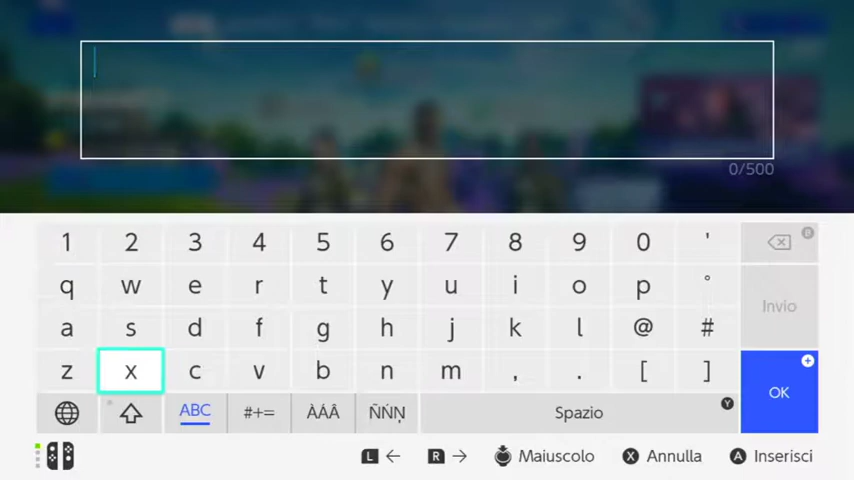 0/500
1 2 3 4 5 6 7 8 9 0 '
q w e r t y u i o p °
Invio
a s d f g h j k l @ #
z x c v b n m , . [ ]
OK
ABC #+= ÀÁÂ ÑŃŅ Spazio Y
L ← R → Maiuscolo X Annulla A Inserisci